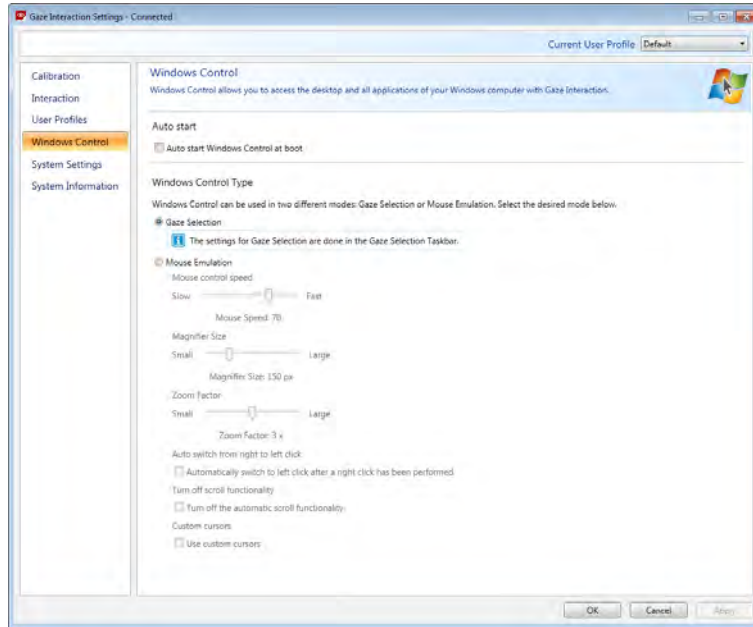 Gaze Interaction Settings - Connected
Current User Profile Default
Calibration
Interaction
User Profiles
Windows Control
System Settings
System Information
Windows Control
Windows Control allows you to access the desktop and all applications of your Windows computer with Gaze Interaction.
Auto start
Auto start Windows Control at boot
Windows Control Type
Windows Control can be used in two different modes: Gaze Selection or Mouse Emulation. Select the desired mode below.
Gaze Selection
The settings for Gaze Selection are done in the Gaze Selection Taskbar.
Mouse Emulation
Mouse control speed
Slow Fast
Mouse Speed: 70
Magnifier Size
Small Large
Magnifier Size: 150 px
Zoom Factor
Small Large
Zoom Factor: 3 x
Auto switch from right to left click
Automatically switch to left click after a right click has been performed
Turn off scroll functionality
Turn off the automatic scroll functionality
Custom cursors
Use custom cursors
OK Cancel Apply